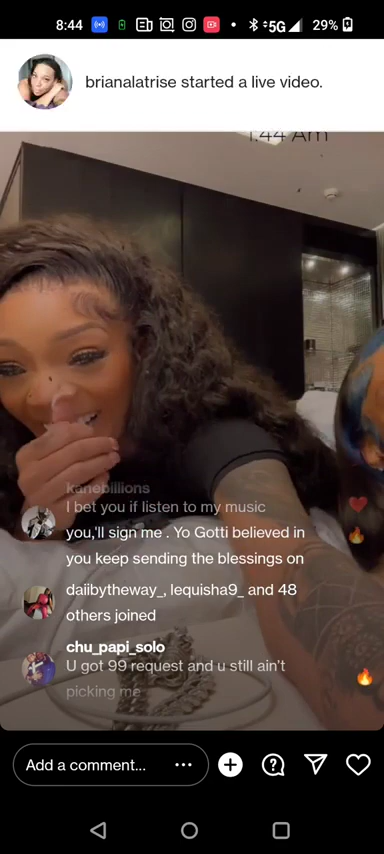 8:44
5G
29%
brianalatrise started a live video.
1:44 Am
kanebillions
I bet you if listen to my music
you,'ll sign me . Yo Gotti believed in
you keep sending the blessings on
daiibytheway_, lequisha9_ and 48
others joined
chu_papi_solo
U got 99 request and u still ain't
picking me
Add a comment...